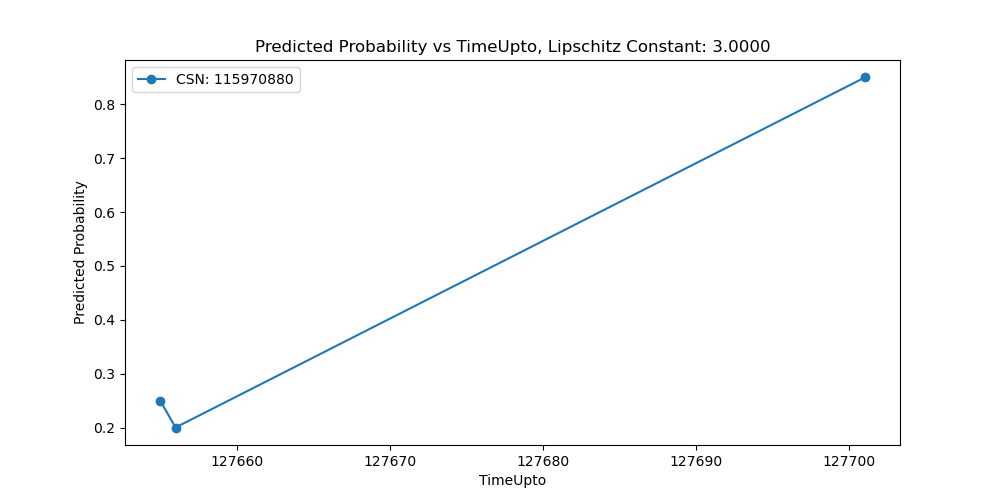 Predicted Probability vs TimeUpto, Lipschitz Constant: 3.0000
CSN: 115970880
Predicted Probability
0.8
0.7
0.6
0.5
0.4
0.3
0.2
127660 127670 127680 127690 127700
TimeUpto